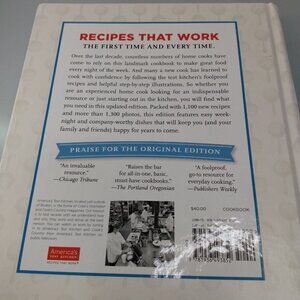 RECIPES THAT WORK
THE FIRST TIME AND EVERY TIME.
Over the last decade, countless numbers of home cooks have
come to rely on this landmark cookbook to make great food
every night of the week. And many a new cook has learned to
cook with confidence by following the test kitchen's foolproof
recipes and helpful step-by-step illustrations. So whether you
are an experienced home cook looking for an indispensable
resource or just starting out in the kitchen, you will find what
you need in this updated edition. Packed with 1,100 new recipes
and more than 1,300 photos, this edition features easy week-
night and company-worthy dishes that will keep you (and your
family and friends) happy for years to come.
PRAISE FOR THE ORIGINAL EDITION
"An invaluable
resource."
—Chicago Tribune
"Raises the bar
for all-in-one, basic,
must-have cookbooks."
—The Portland Oregonian
"A foolproof,
go-to resource for
everyday cooking."
—Publishers Weekly
$40.00
COOKBOOK
America's
TEST KITCHEN
RECIPES THAT WORK